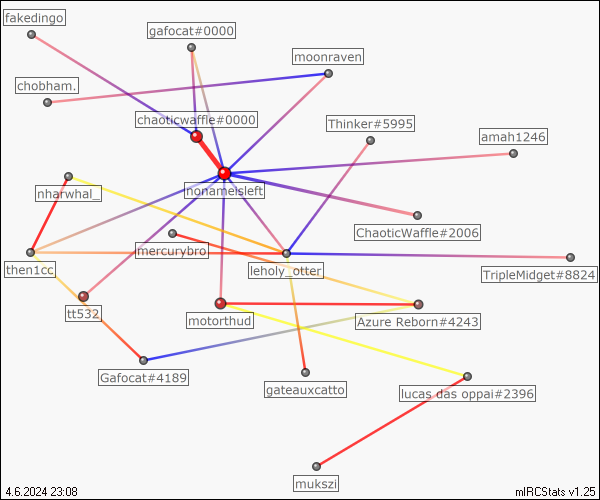 fakedingo
gafocat#0000
moonraven
chobham.
chaoticwaffle#0000
Thinker#5995
amah1246
nonameisleft
nharwhal_
ChaoticWaffle#2006
mercurybro
then1cc
leholy_otter
TripleMidget#8824
tt532
motorthud
Azure Reborn#4243
Gafocat#4189
gateauxcatto
lucas das oppai#2396
mukszi
4.6.2024 23:08
mIRCStats v1.25